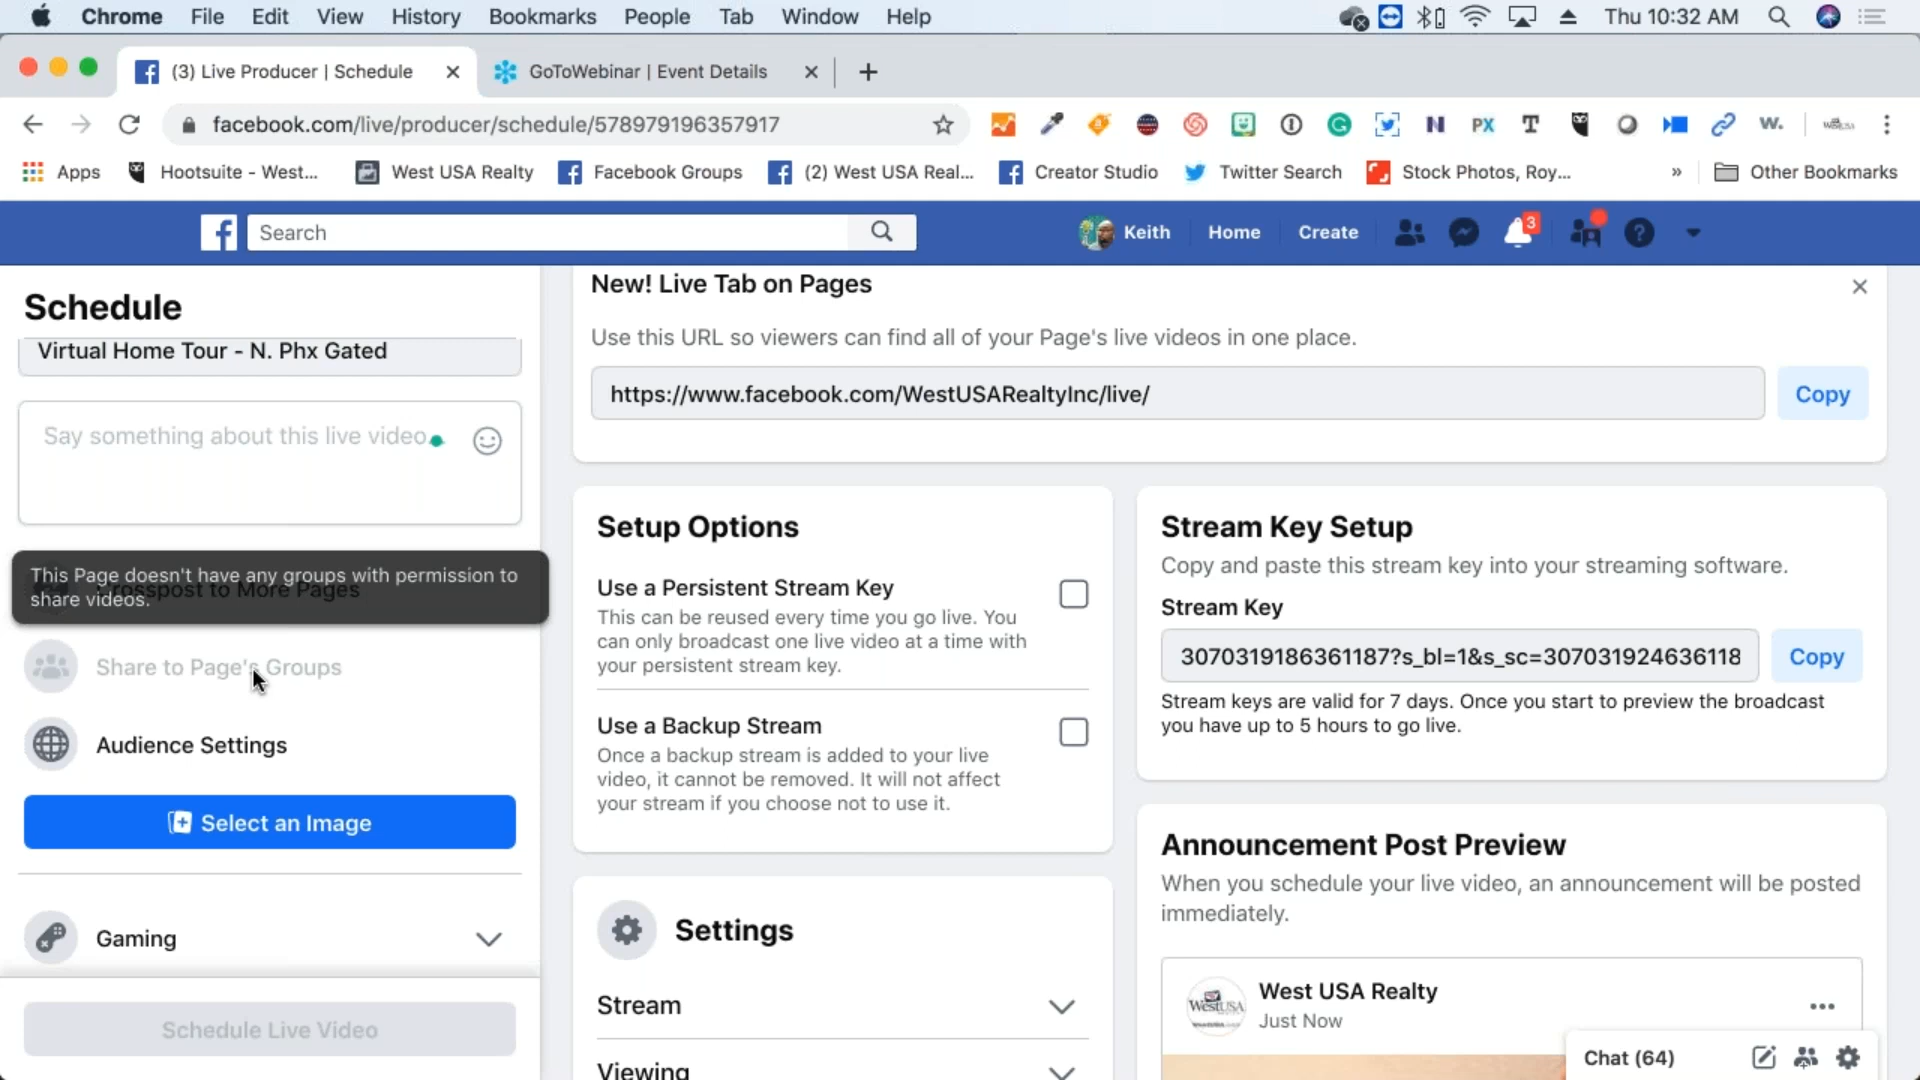 Chrome File Edit View History Bookmarks People Tab Window Help Thu 10:32 AM
(3) Live Producer | Schedule GoToWebinar | Event Details
facebook.com/live/producer/schedule/578979196357917
Apps Hootsuite - West... West USA Realty Facebook Groups (2) West USA Real... Creator Studio Twitter Search Stock Photos, Roy... » Other Bookmarks
Search Keith Home Create 3
Schedule
Virtual Home Tour - N. Phx Gated
Say something about this live video
This Page doesn't have any groups with permission to
share videos.
Crosspost to More Pages
Share to Page's Groups
Audience Settings
Select an Image
Gaming
Schedule Live Video
New! Live Tab on Pages
Use this URL so viewers can find all of your Page's live videos in one place.
https://www.facebook.com/WestUSARealtyInc/live/ Copy
Setup Options
Use a Persistent Stream Key
This can be reused every time you go live. You
can only broadcast one live video at a time with
your persistent stream key.
Use a Backup Stream
Once a backup stream is added to your live
video, it cannot be removed. It will not affect
your stream if you choose not to use it.
Settings
Stream
Viewing
Stream Key Setup
Copy and paste this stream key into your streaming software.
Stream Key
3070319186361187?s_bl=1&s_sc=307031924636118 Copy
Stream keys are valid for 7 days. Once you start to preview the broadcast
you have up to 5 hours to go live.
Announcement Post Preview
When you schedule your live video, an announcement will be posted
immediately.
West USA Realty
Just Now
Chat (64)